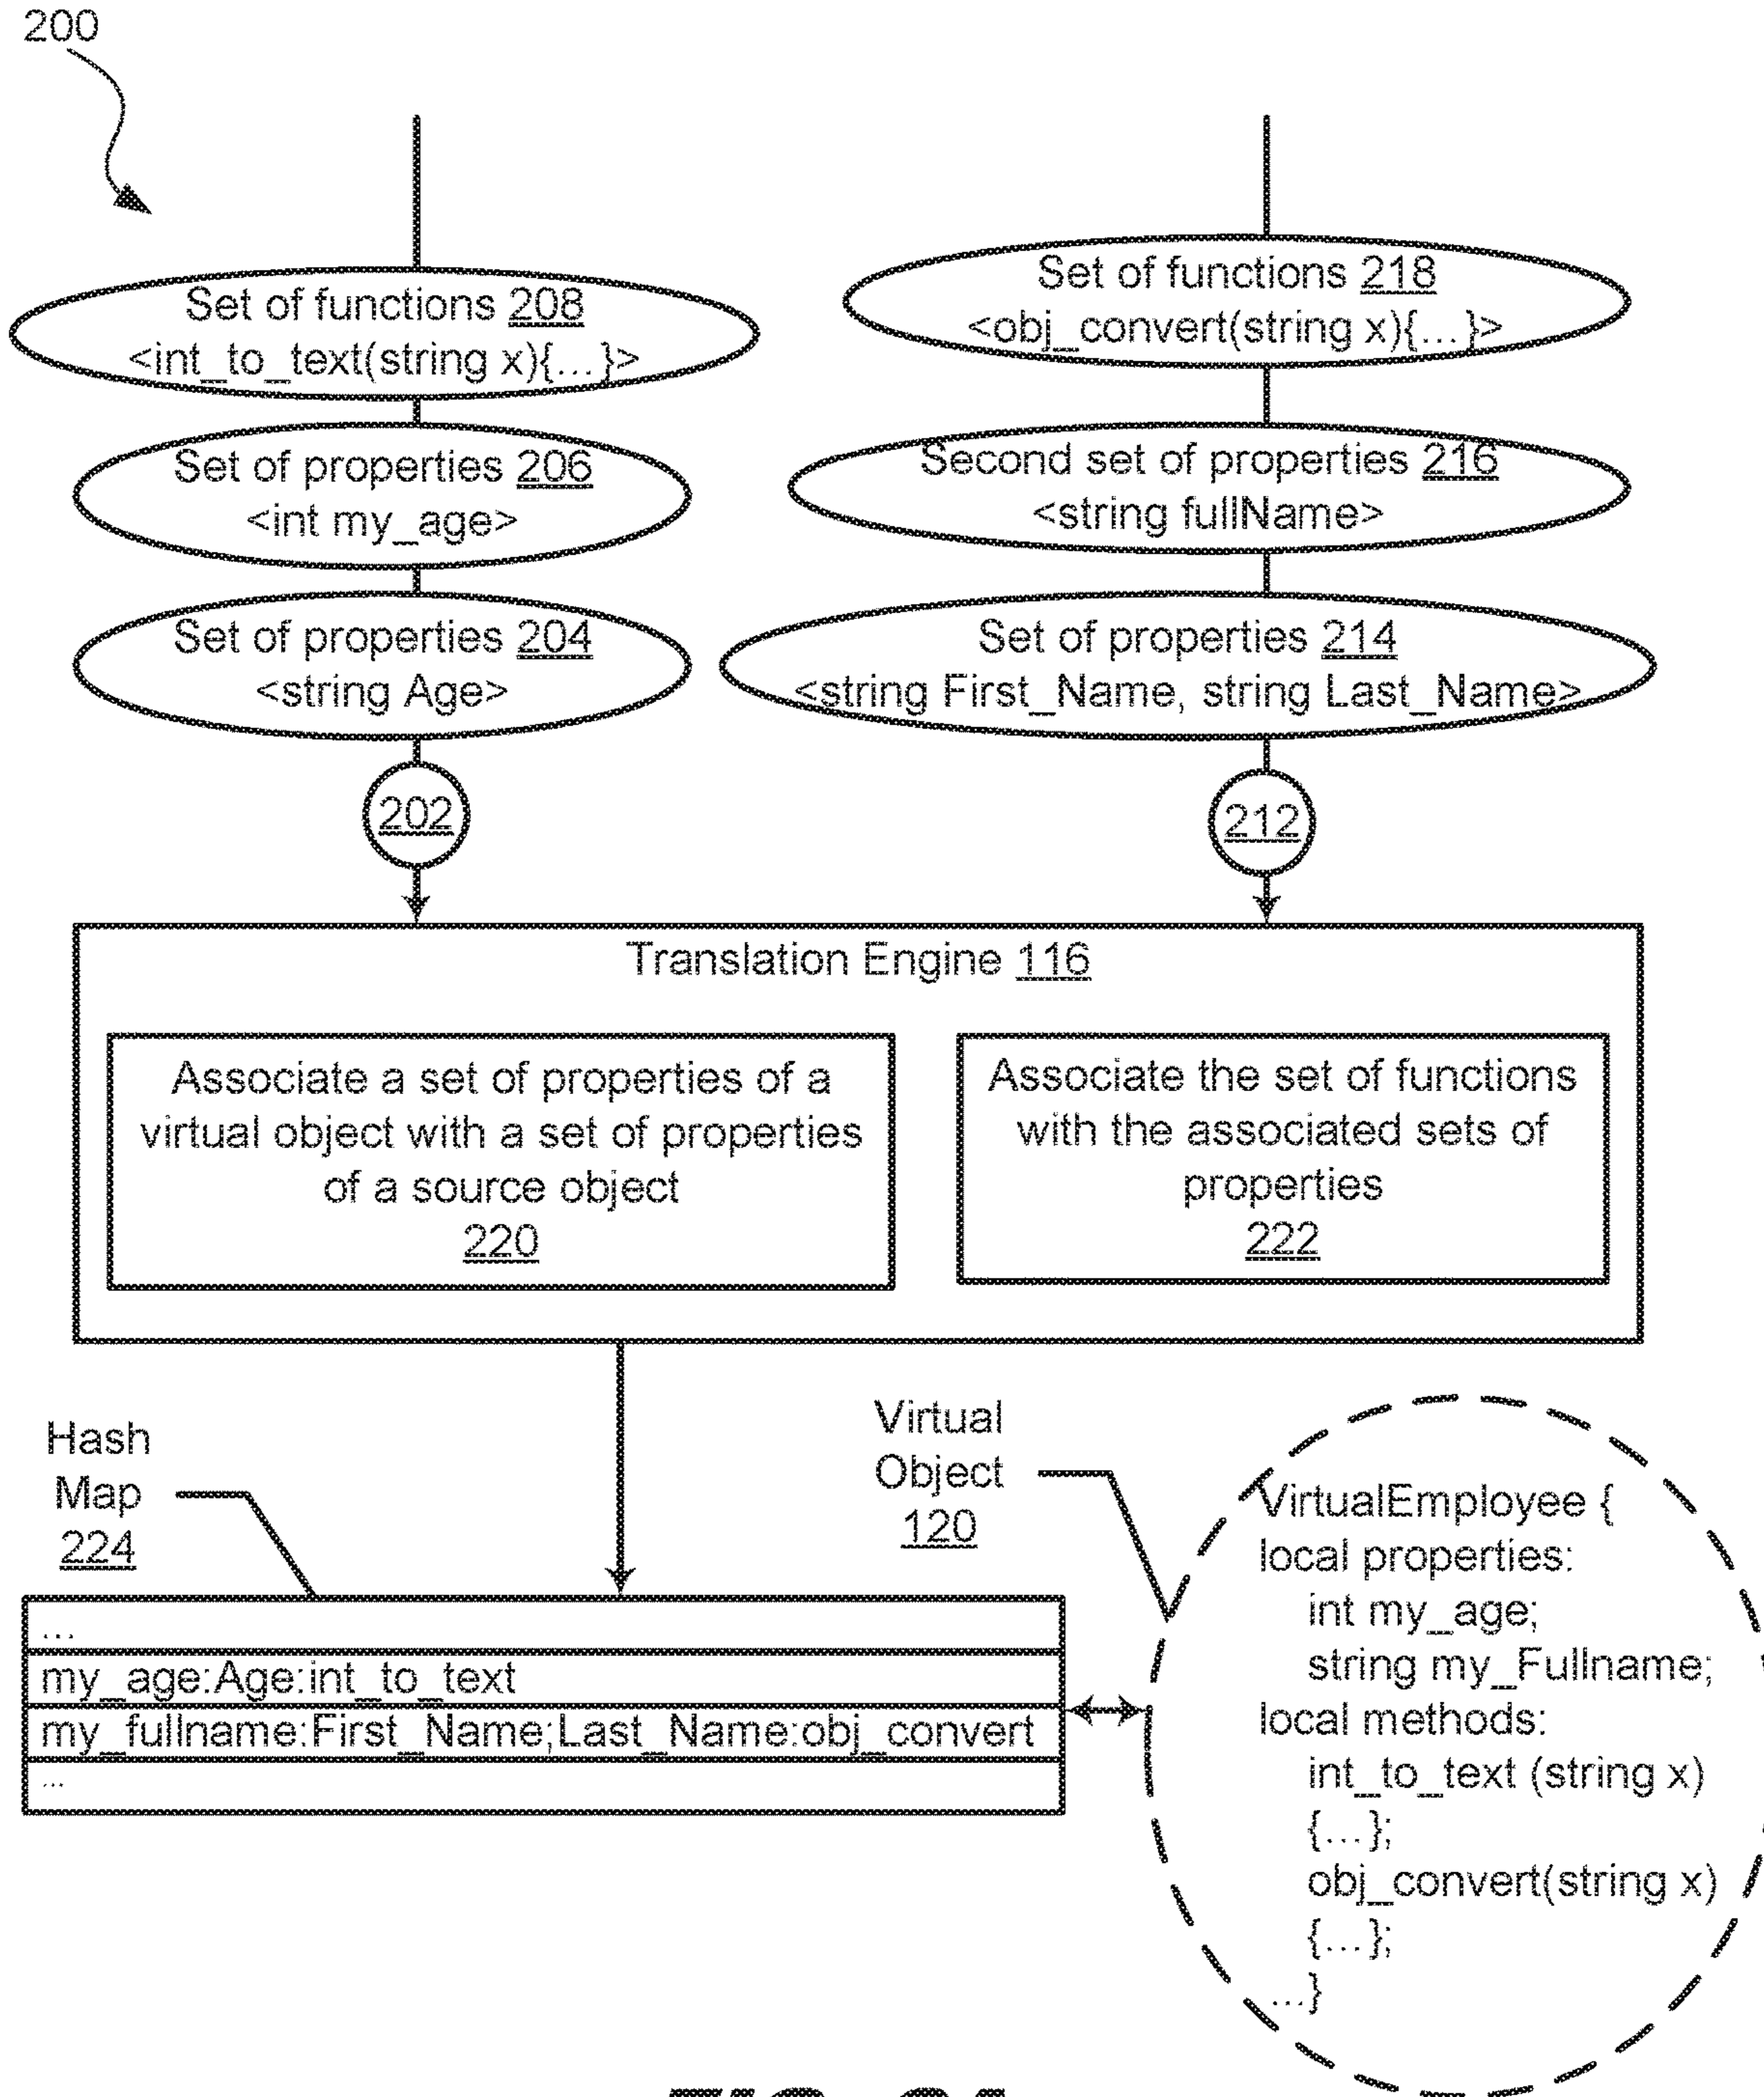 200
Set of functions 208
<int_to_text(string x){...}>
Set of properties 206
<int my_age>
Set of properties 204
<string Age>
202
Set of functions 218
<obj_convert(string x){...}>
Second set of properties 216
<string fullName>
Set of properties 214
<string First_Name, string Last_Name>
212
Translation Engine 116
Associate a set of properties of a
virtual object with a set of properties
of a source object
220
Associate the set of functions
with the associated sets of
properties
222
Hash
Map
224
...
my_age:Age:int_to_text
my_fullname:First_Name;Last_Name:obj_convert
...
Virtual
Object
120
VirtualEmployee {
local properties:
int my_age;
string my_Fullname;
local methods:
int_to_text (string x)
{...};
obj_convert(string x)
{...};
...}